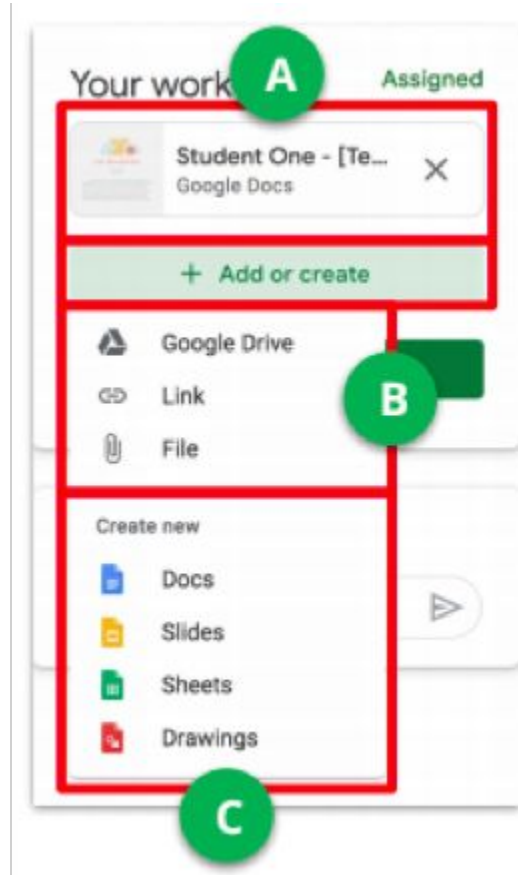 A
Your work
Assigned
Student One - [Te...
Google Docs
+ Add or create
Google Drive
Link
B
File
Create new
Docs
Slides
Sheets
Drawings
C